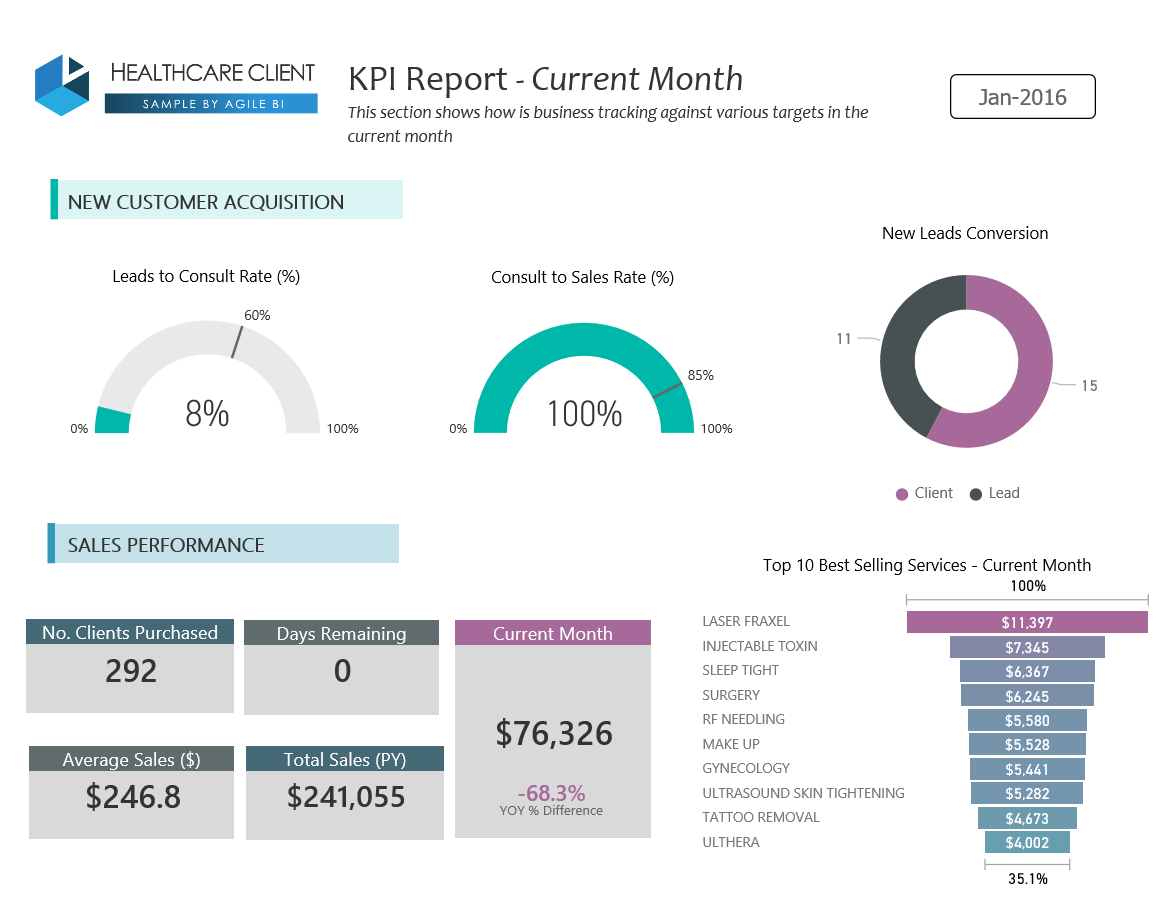 HEALTHCARE CLIENT
SAMPLE BY AGILE BI
KPI Report - Current Month
This section shows how is business tracking against various targets in the
current month
Jan-2016
NEW CUSTOMER ACQUISITION
Leads to Consult Rate (%)
60%
8%
0%
100%
Consult to Sales Rate (%)
85%
100%
0%
100%
New Leads Conversion
11
15
Client
Lead
SALES PERFORMANCE
No. Clients Purchased
292
Days Remaining
0
Current Month
$76,326
-68.3%
YOY % Difference
Average Sales ($)
$246.8
Total Sales (PY)
$241,055
Top 10 Best Selling Services - Current Month
100%
LASER FRAXEL $11,397
INJECTABLE TOXIN $7,345
SLEEP TIGHT $6,367
SURGERY $6,245
RF NEEDLING $5,580
MAKE UP $5,528
GYNECOLOGY $5,441
ULTRASOUND SKIN TIGHTENING $5,282
TATTOO REMOVAL $4,673
ULTHERA $4,002
35.1%